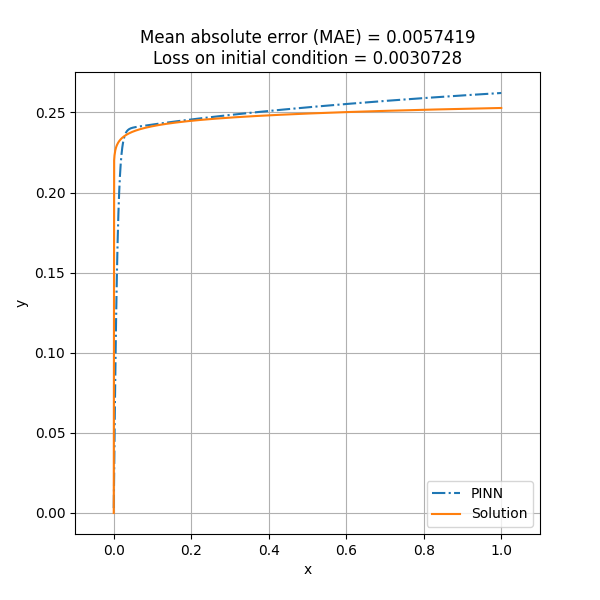 Mean absolute error (MAE) = 0.0057419
Loss on initial condition = 0.0030728
0.25
0.20
0.15
0.10
0.05
0.00
y
0.0 0.2 0.4 0.6 0.8 1.0
x
PINN
Solution